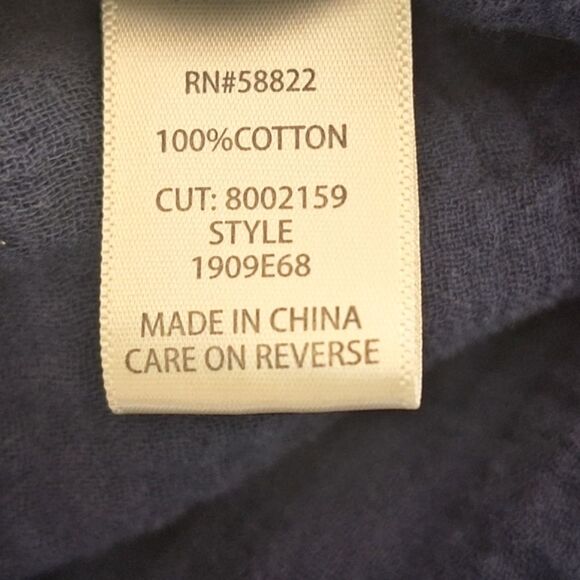 RN#58822
100%COTTON
CUT: 8002159
STYLE
1909E68
MADE IN CHINA
CARE ON REVERSE